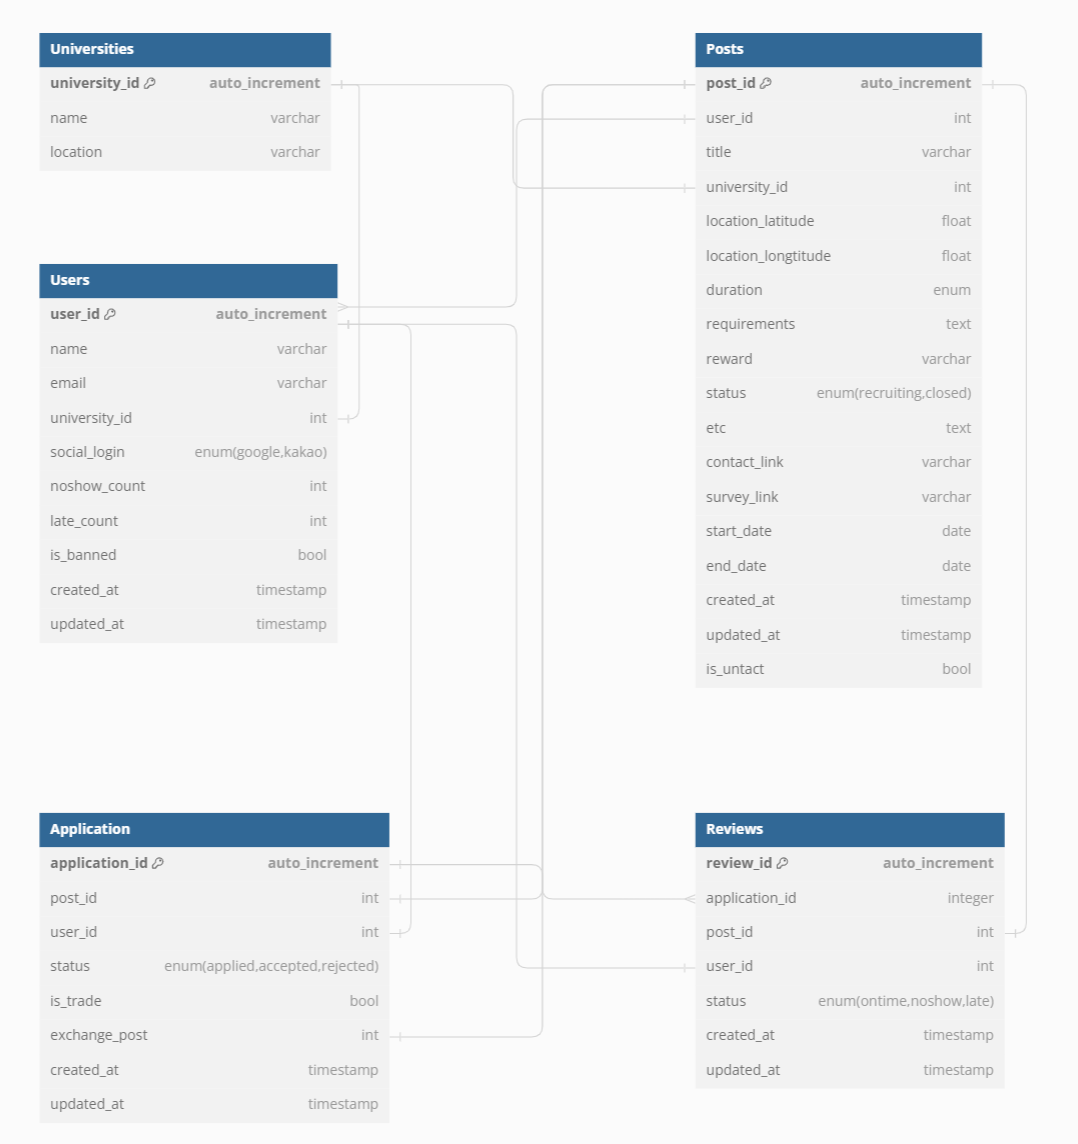 Universities
university_id auto_increment
name varchar
location varchar
Users
user_id auto_increment
name varchar
email varchar
university_id int
social_login enum(google,kakao)
noshow_count int
late_count int
is_banned bool
created_at timestamp
updated_at timestamp
Application
application_id auto_increment
post_id int
user_id int
status enum(applied,accepted,rejected)
is_trade bool
exchange_post int
created_at timestamp
updated_at timestamp
Posts
post_id auto_increment
user_id int
title varchar
university_id int
location_latitude float
location_longtitude float
duration enum
requirements text
reward varchar
status enum(recruiting,closed)
etc text
contact_link varchar
survey_link varchar
start_date date
end_date date
created_at timestamp
updated_at timestamp
is_untact bool
Reviews
review_id auto_increment
application_id integer
post_id int
user_id int
status enum(ontime,noshow,late)
created_at timestamp
updated_at timestamp